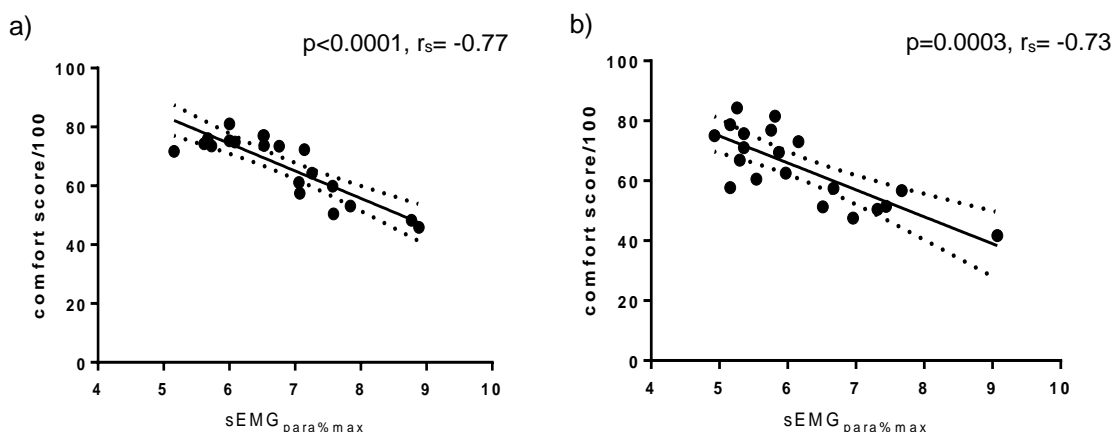 a)
p<0.0001, rs= -0.77
100
80
60
40
20
0
4 5 6 7 8 9 10
comfort score/100
sEMGpara%max
b)
p=0.0003, rs= -0.73
100
80
60
40
20
0
4 5 6 7 8 9 10
comfort score/100
sEMGpara%max